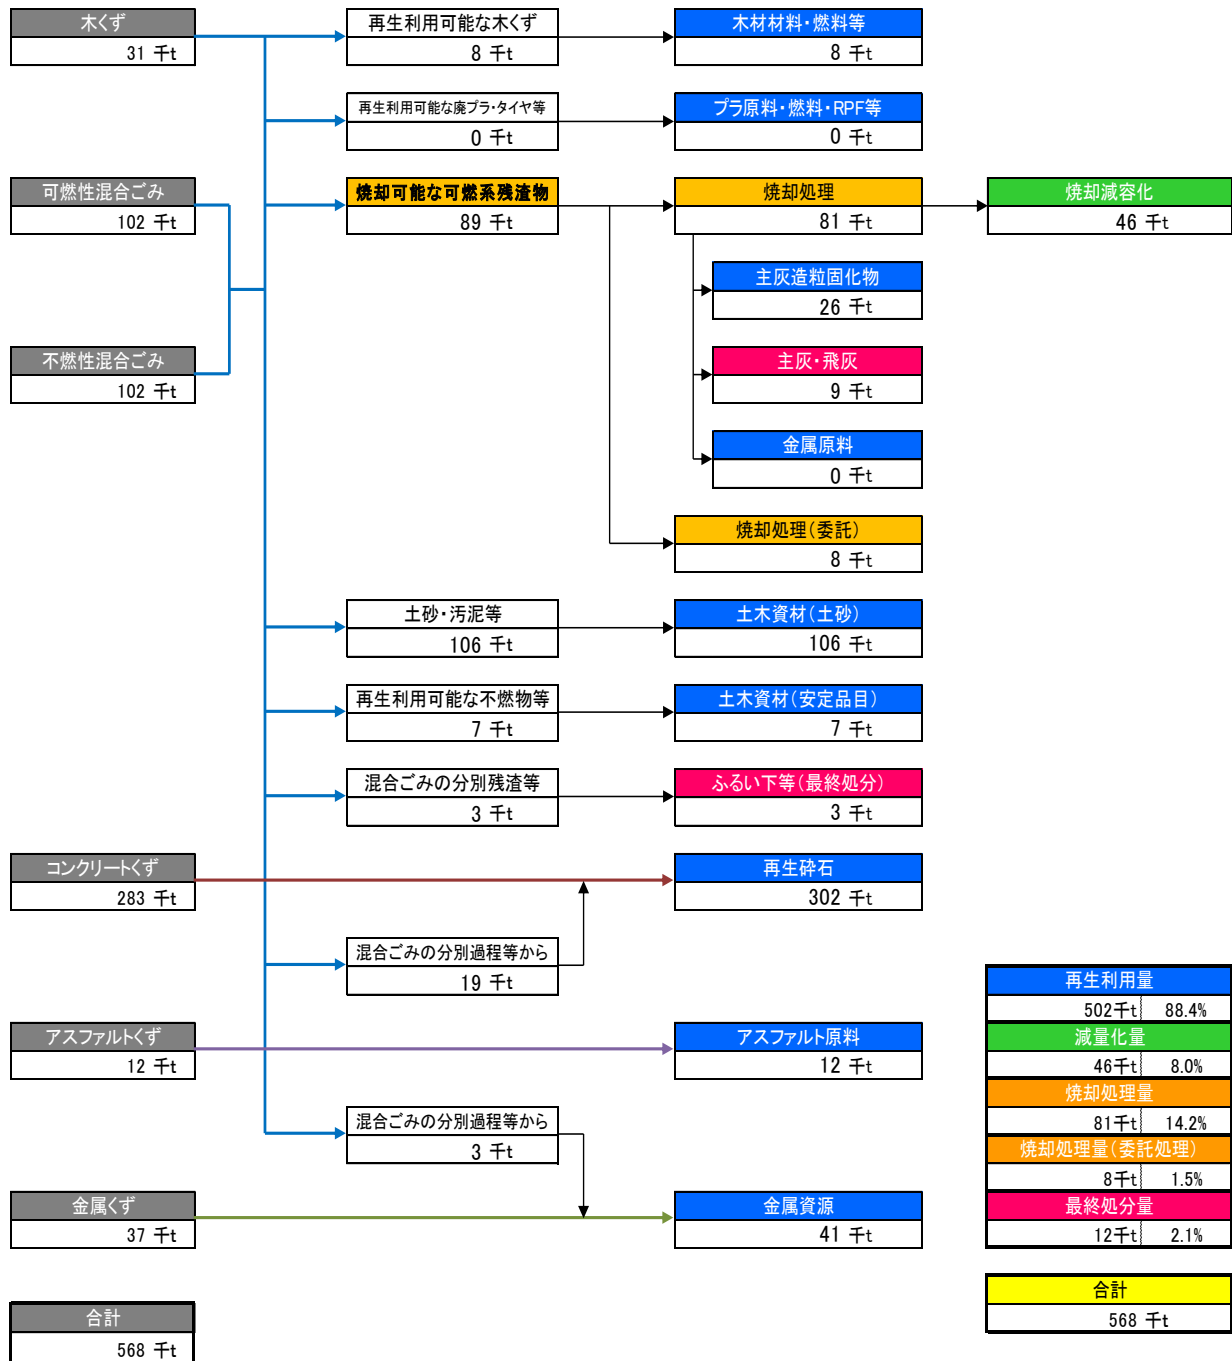 木くず
31 千t
再生利用可能な木くず
8 千t
木材材料・燃料等
8 千t
再生利用可能な廃プラ・タイヤ等
0 千t
プラ原料・燃料・RPF等
0 千t
可燃性混合ごみ
102 千t
焼却可能な可燃系残渣物
89 千t
焼却処理
81 千t
焼却減容化
46 千t
主灰造粒固化物
26 千t
不燃性混合ごみ
102 千t
主灰・飛灰
9 千t
金属原料
0 千t
焼却処理(委託)
8 千t
土砂・汚泥等
106 千t
土木資材(土砂)
106 千t
再生利用可能な不燃物等
7 千t
土木資材(安定品目)
7 千t
混合ごみの分別残渣等
3 千t
ふるい下等(最終処分)
3 千t
コンクリートくず
283 千t
再生砕石
302 千t
混合ごみの分別過程等から
19 千t
アスファルトくず
12 千t
アスファルト原料
12 千t
混合ごみの分別過程等から
3 千t
金属くず
37 千t
金属資源
41 千t
合計
568 千t
再生利用量
502千t 88.4%
減量化量
46千t 8.0%
焼却処理量
81千t 14.2%
焼却処理量(委託処理)
8千t 1.5%
最終処分量
12千t 2.1%
合計
568 千t